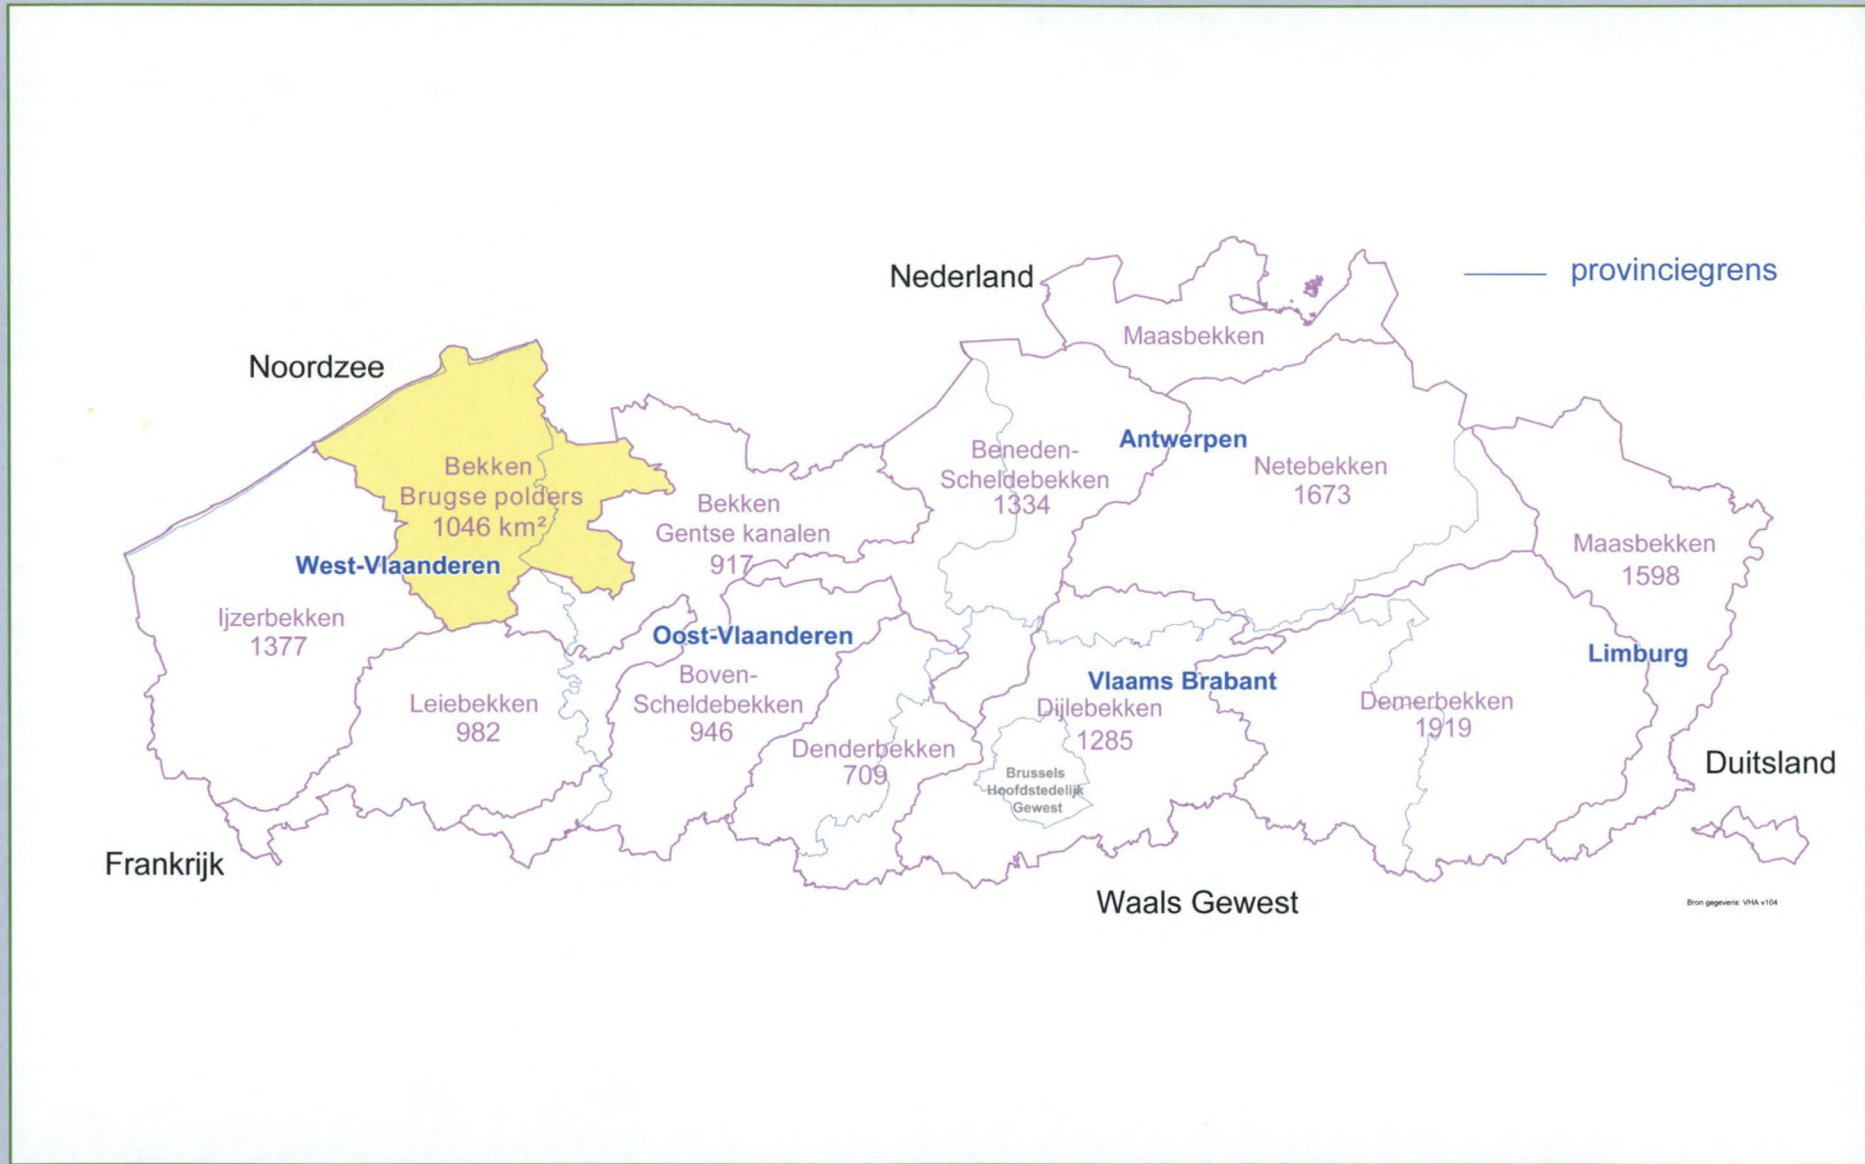 Nederland
provinciegrens
Maasbekken
Noordzee
Antwerpen
Beneden-
Scheldebekken
1334
Netebekken
1673
Bekken
Brugse polders
1046 km²
Bekken
Gentse kanalen
917
Maasbekken
1598
West-Vlaanderen
Ijzerbekken
1377
Oost-Vlaanderen
Limburg
Leiebekken
982
Boven-
Scheldebekken
946
Vlaams Brabant
Dijlebekken
1285
Demerbekken
1919
Denderbekken
709
Brussels
Hoofdstedelijk
Gewest
Duitsland
Frankrijk
Waals Gewest
Bron gegevens: VHA v104